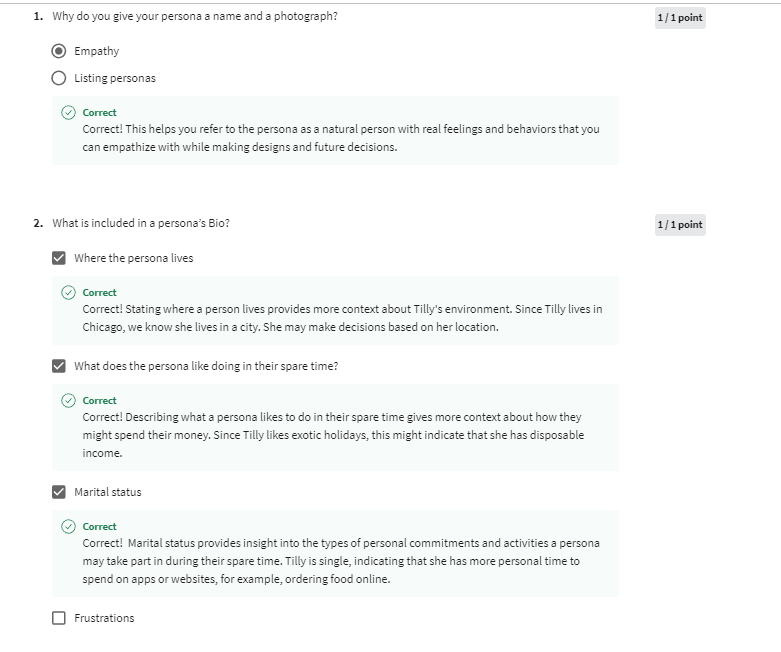 1. Why do you give your persona a name and a photograph?
1 / 1 point
Empathy
Listing personas
Correct
Correct! This helps you refer to the persona as a natural person with real feelings and behaviors that you
can empathize with while making designs and future decisions.
2. What is included in a persona's Bio?
1 / 1 point
Where the persona lives
Correct
Correct! Stating where a person lives provides more context about Tilly's environment. Since Tilly lives in
Chicago, we know she lives in a city. She may make decisions based on her location.
What does the persona like doing in their spare time?
Correct
Correct! Describing what a persona likes to do in their spare time gives more context about how they
might spend their money. Since Tilly likes exotic holidays, this might indicate that she has disposable
income.
Marital status
Correct
Correct!  Marital status provides insight into the types of personal commitments and activities a persona
may take part in during their spare time. Tilly is single, indicating that she has more personal time to
spend on apps or websites, for example, ordering food online.
Frustrations